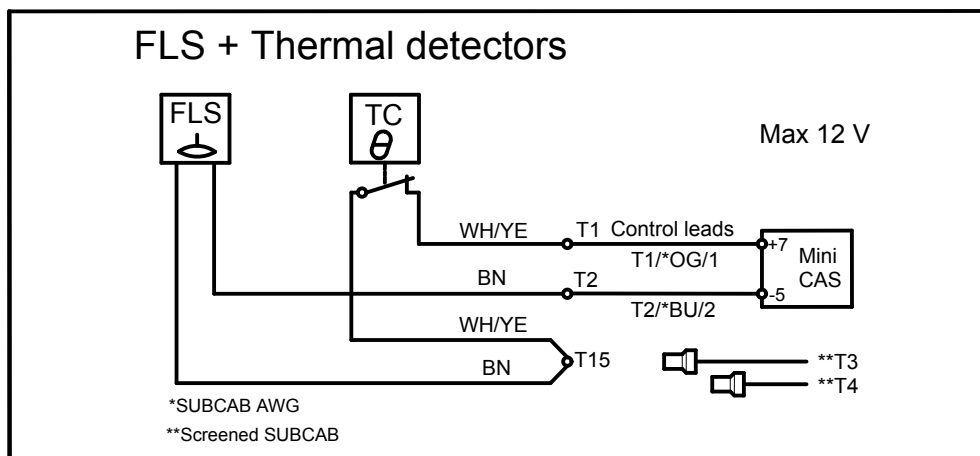 FLS + Thermal detectors
FLS
TC
θ
Max 12 V
WH/YE
T1
Control leads
+7
T1/*OG/1
Mini
CAS
BN
T2
-5
T2/*BU/2
WH/YE
T15
BN
**T3
**T4
*SUBCAB AWG
**Screened SUBCAB